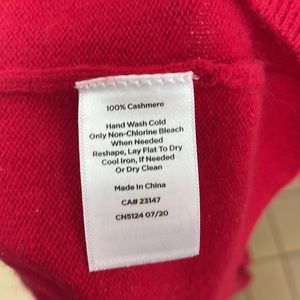 100% Cashmere
Hand Wash Cold
Only Non-Chlorine Bleach
When Needed
Reshape, Lay Flat To Dry
Cool Iron, If Needed
Or Dry Clean
Made in China
CA# 23147
CN5124 07/20